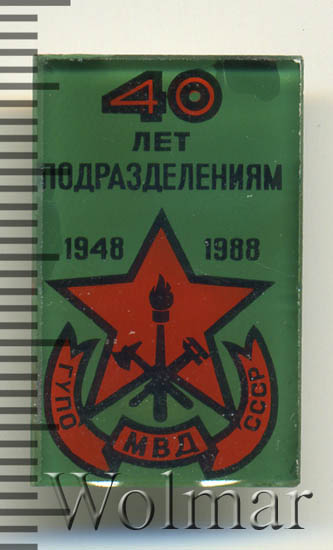 40
ЛЕТ
ПОДРАЗДЕЛЕНИЯМ
1948 1988
ГУПО МВД СССР
Wolmar